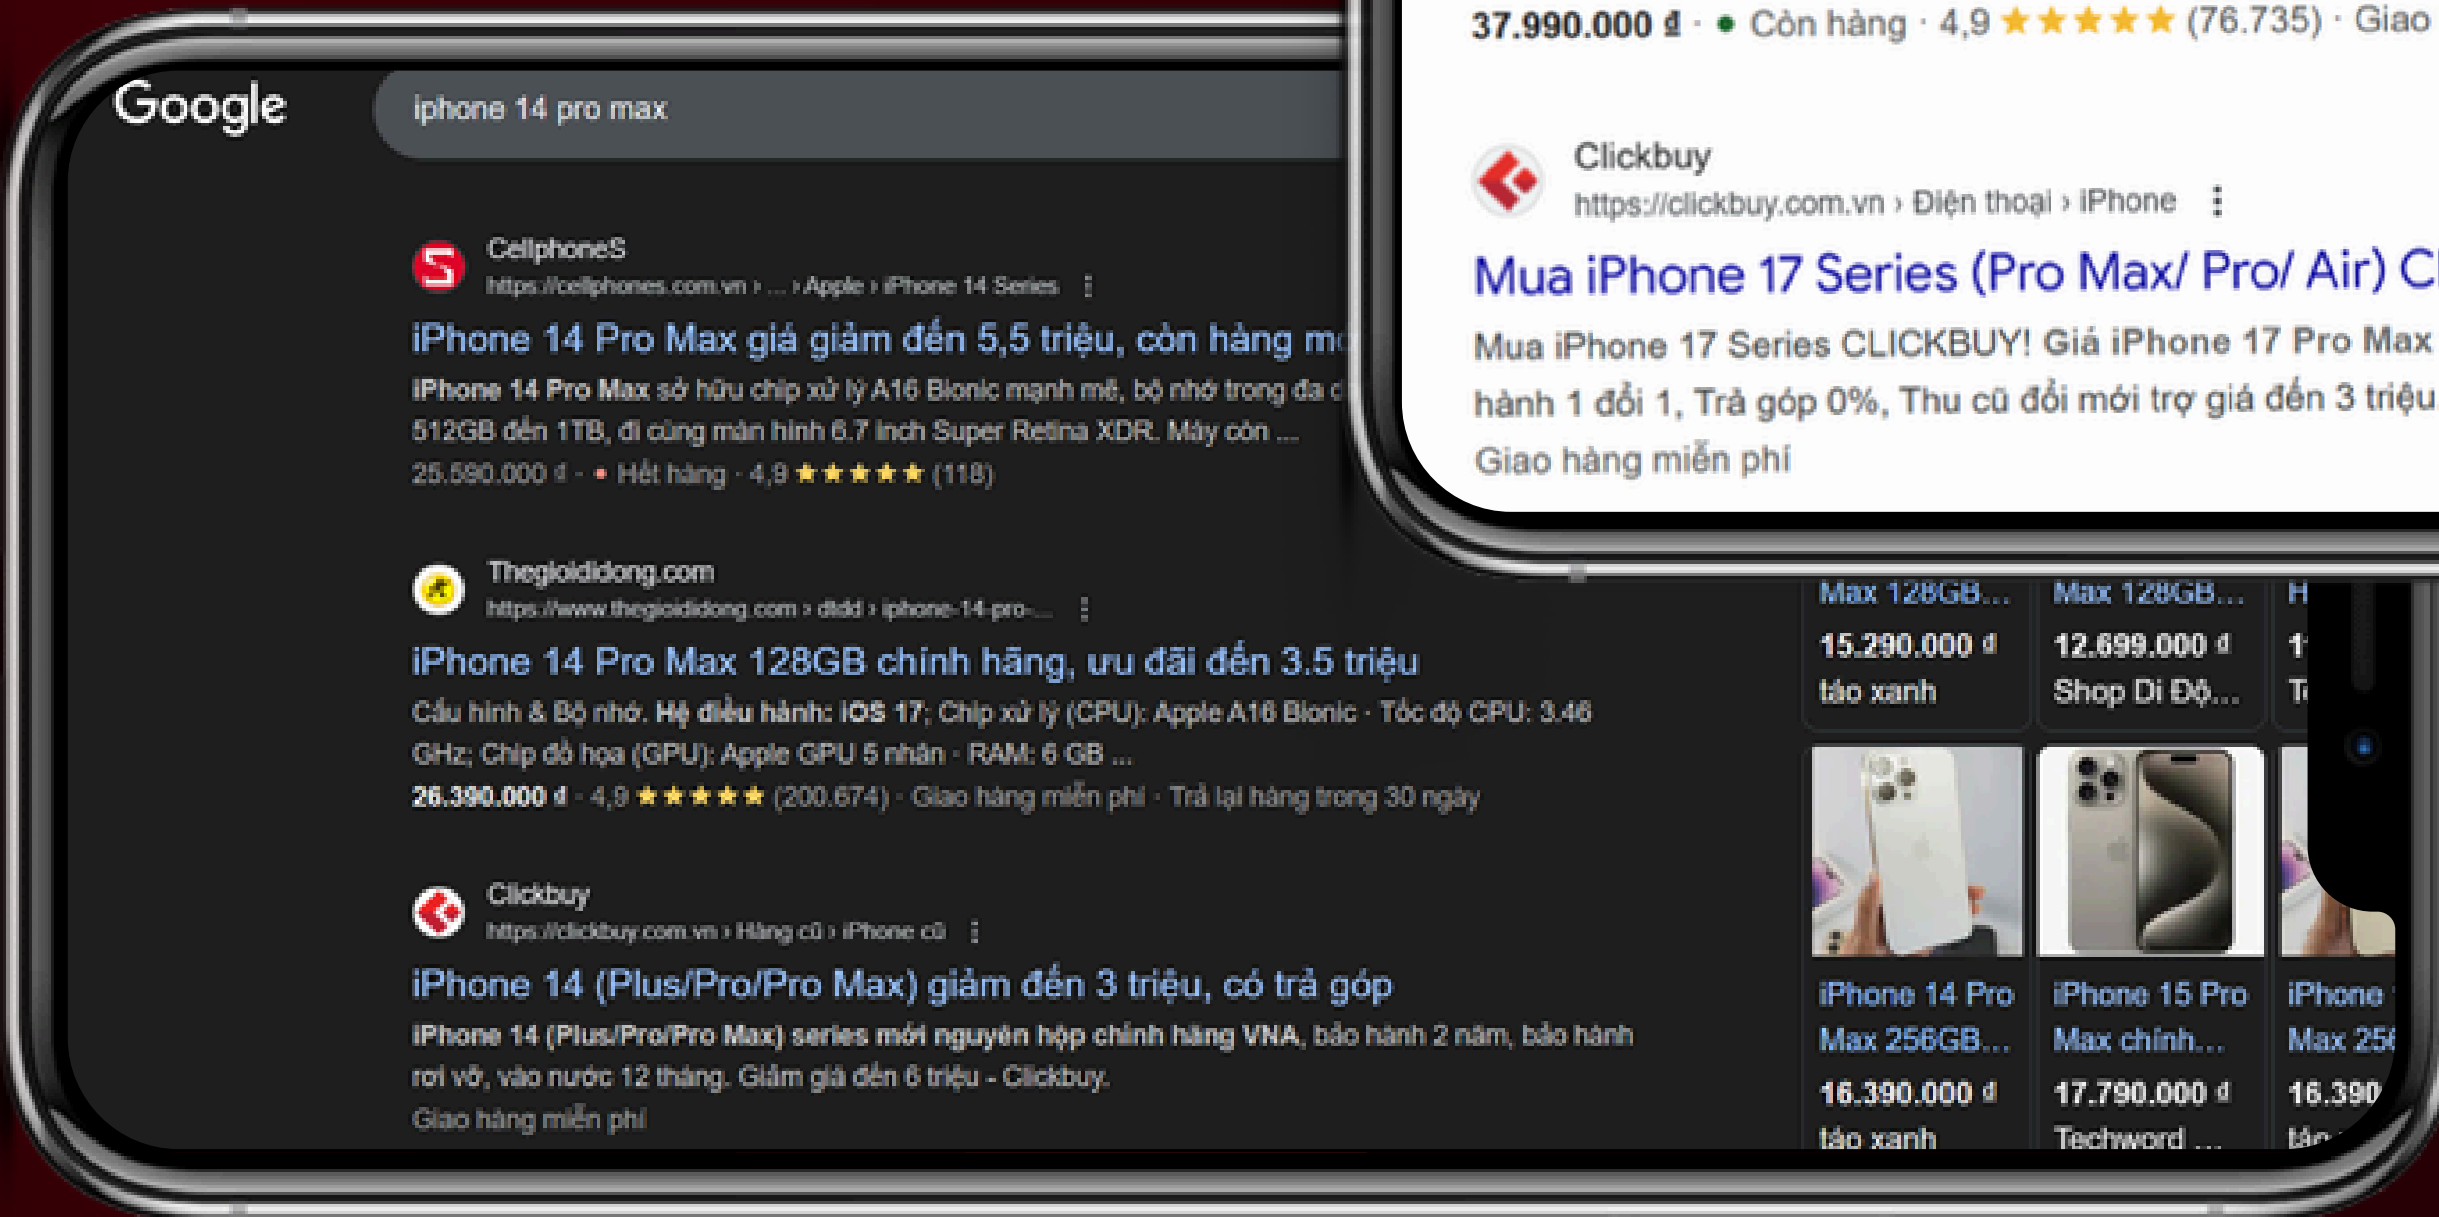 Google
iphone 14 pro max
CellphoneS
https://cellphones.com.vn › ... › Apple › iPhone 14 Series
iPhone 14 Pro Max giá giảm đến 5,5 triệu, còn hàng
iPhone 14 Pro Max sở hữu chip xử lý A16 Bionic mạnh mẽ, bộ nhớ trong đa
512GB đến 1TB, đi cùng màn hình 6.7 inch Super Retina XDR. Máy còn ...
25.590.000 ₫ · Hết hàng · 4,9 ★★★★★ (118)
Thegioididong.com
https://www.thegioididong.com › dtdd › iphone-14-pro-...
iPhone 14 Pro Max 128GB chính hãng, ưu đãi đến 3.5 triệu
Cấu hình & Bộ nhớ. Hệ điều hành: iOS 17; Chip xử lý (CPU): Apple A16 Bionic · Tốc độ CPU: 3.46
GHz; Chip đồ họa (GPU): Apple GPU 5 nhân · RAM: 6 GB ...
26.390.000 ₫ · 4,9 ★★★★★ (200.674) · Giao hàng miễn phí · Trả lại hàng trong 30 ngày
Clickbuy
https://clickbuy.com.vn › Hàng cũ › iPhone cũ
iPhone 14 (Plus/Pro/Pro Max) giảm đến 3 triệu, có trả góp
iPhone 14 (Plus/Pro/Pro Max) series mới nguyên hộp chính hãng VNA, bảo hành 2 năm, bảo hành
rơi vỡ, vào nước 12 tháng. Giảm giá đến 6 triệu - Clickbuy.
Giao hàng miễn phí
37.990.000 ₫ · Còn hàng · 4,9 ★★★★★ (76.735) · Giao
Clickbuy
https://clickbuy.com.vn › Điện thoại › iPhone
Mua iPhone 17 Series (Pro Max/ Pro/ Air)
Mua iPhone 17 Series CLICKBUY! Giá iPhone 17 Pro Max
hành 1 đổi 1, Trả góp 0%, Thu cũ đổi mới trợ giá đến 3 triệu.
Giao hàng miễn phí
Max 128GB...
15.290.000 ₫
táo xanh
Max 128GB...
12.699.000 ₫
Shop Di Độ...
iPhone 14 Pro
Max 256GB...
16.390.000 ₫
táo xanh
iPhone 15 Pro
Max chính...
17.790.000 ₫
Techword ...
iPhone
Max
16.390